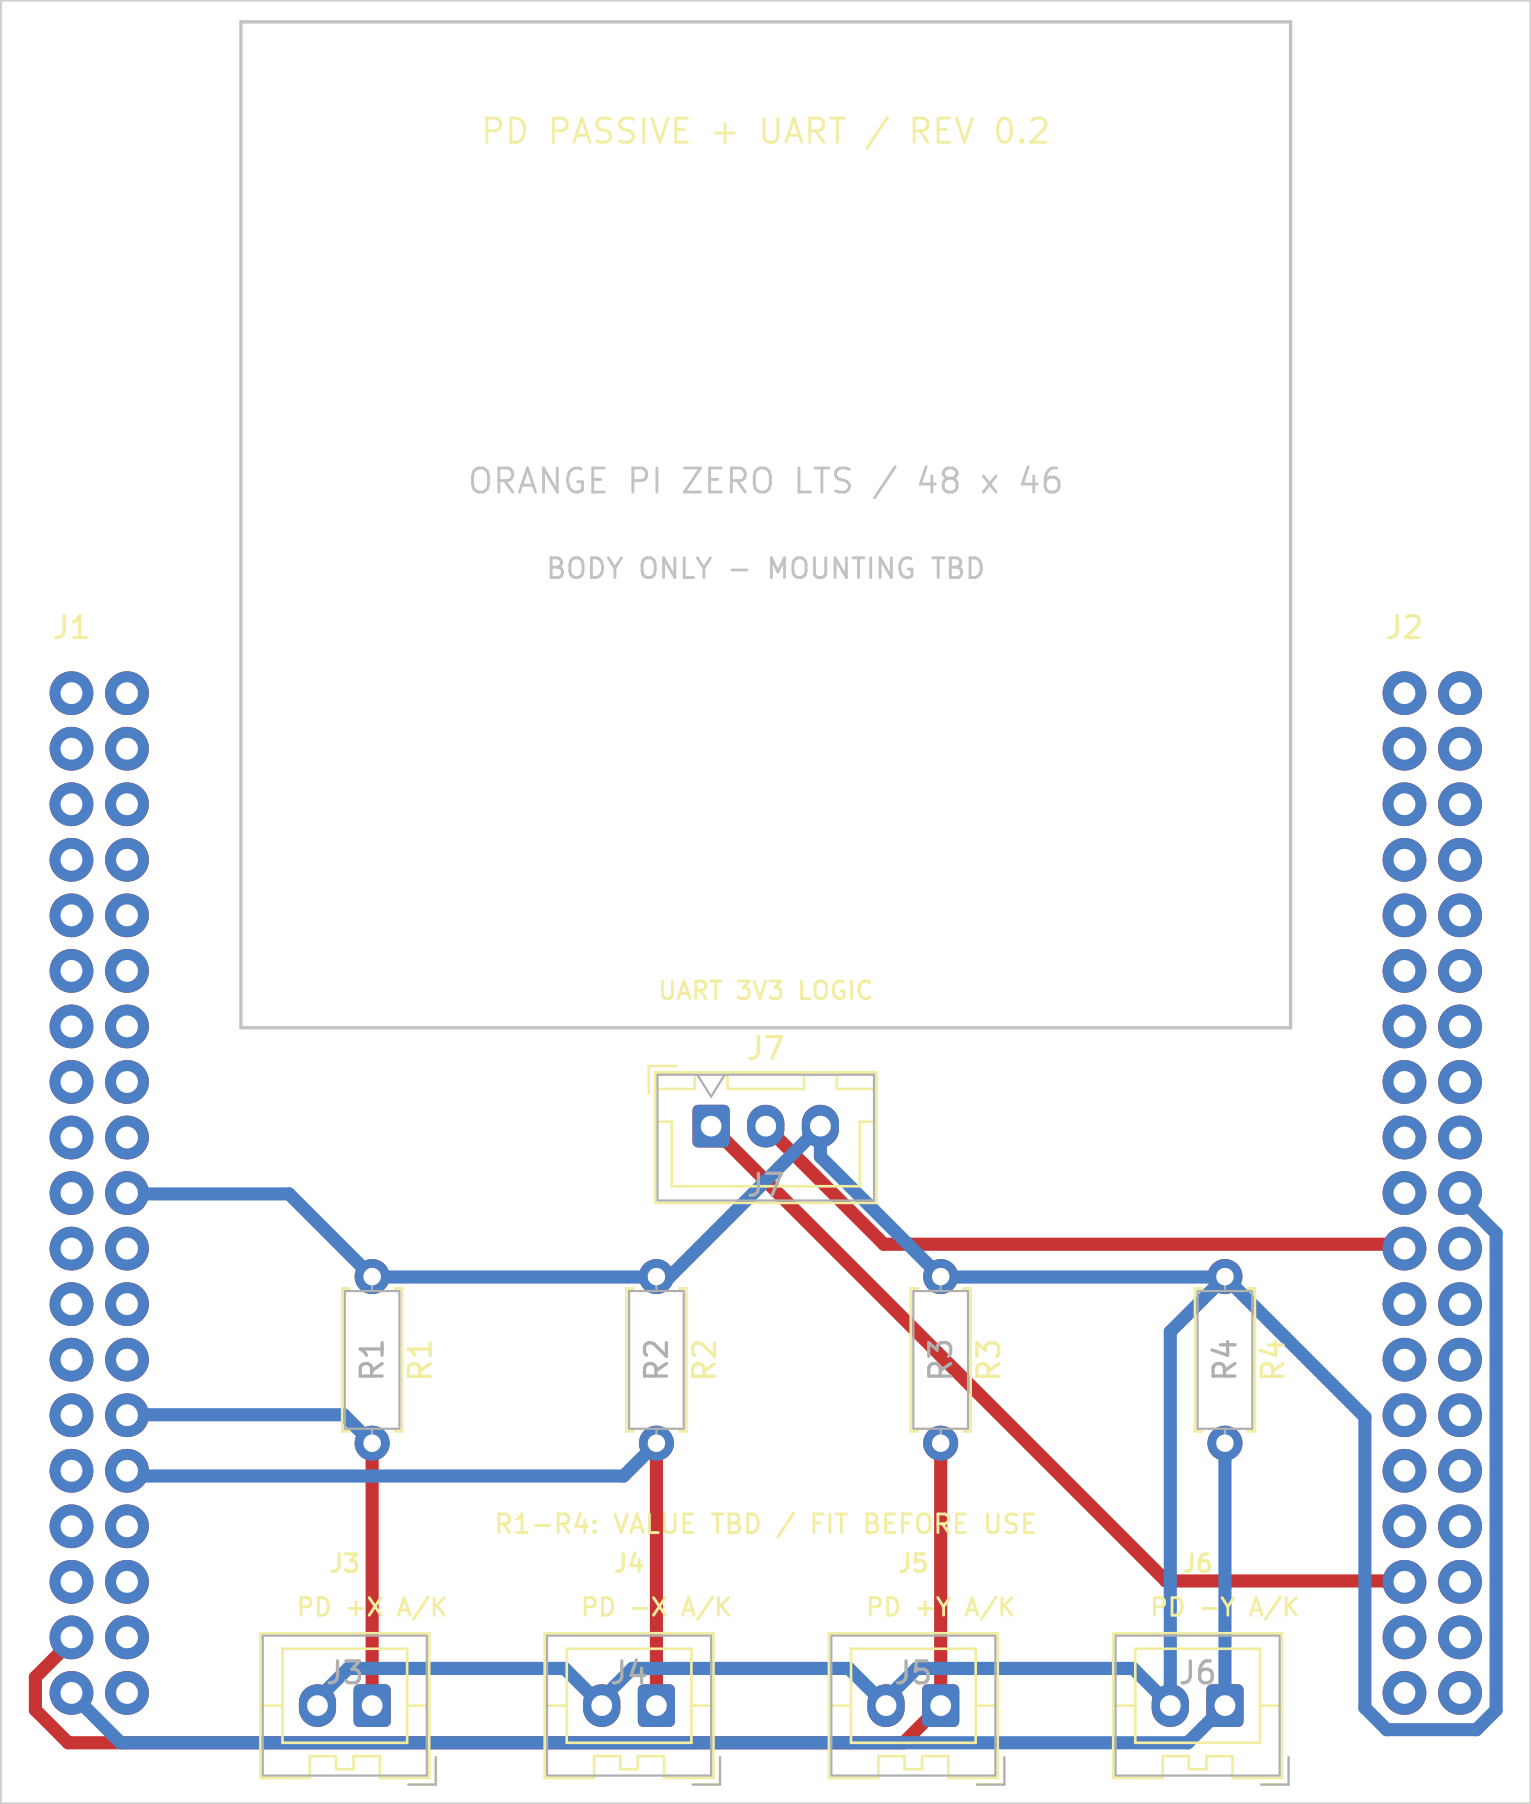 PD PASSIVE + UART / REV 0.2
ORANGE PI ZERO LTS / 48 x 46
BODY ONLY - MOUNTING TBD
J1
J2
UART 3V3 LOGIC
J7
J7
R1
R1
R2
R2
R3
R3
R4
R4
R1-R4: VALUE TBD / FIT BEFORE USE
J3
J4
J5
J6
PD +X A/K
PD -X A/K
PD +Y A/K
PD -Y A/K
J3
J4
J5
J6